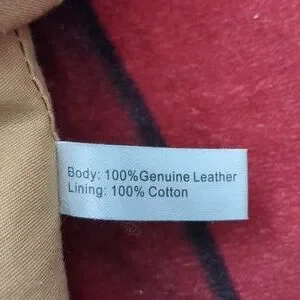 Body: 100%Genuine Leather
Lining: 100% Cotton